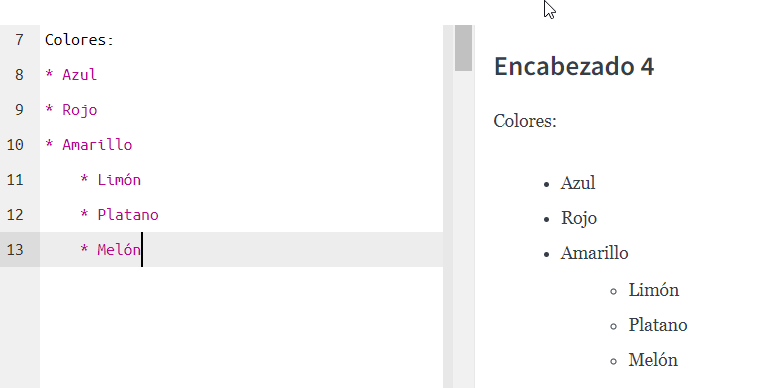 7 Colores:
8 * Azul
9 * Rojo
10 * Amarillo
11 * Limón
12 * Platano
13 * Melón
Encabezado 4
Colores:
• Azul
• Rojo
• Amarillo
◦ Limón
◦ Platano
◦ Melón